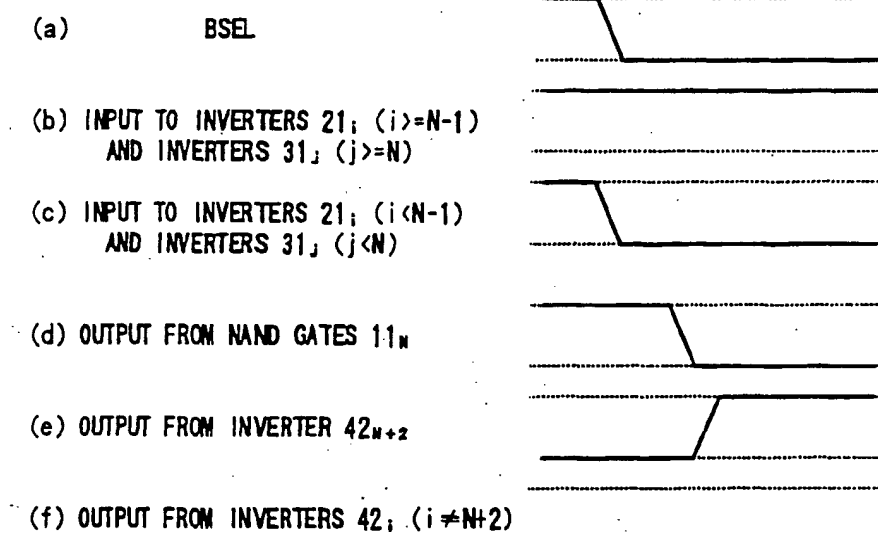 (a) BSEL
(b) INPUT TO INVERTERS 21ᵢ (i>=N-1)
AND INVERTERS 31ⱼ (j>=N)
(c) INPUT TO INVERTERS 21ᵢ (i<N-1)
AND INVERTERS 31ⱼ (j<N)
(d) OUTPUT FROM NAND GATES 11ₙ
(e) OUTPUT FROM INVERTER 42ₙ₊₂
(f) OUTPUT FROM INVERTERS 42ᵢ (i≠N+2)